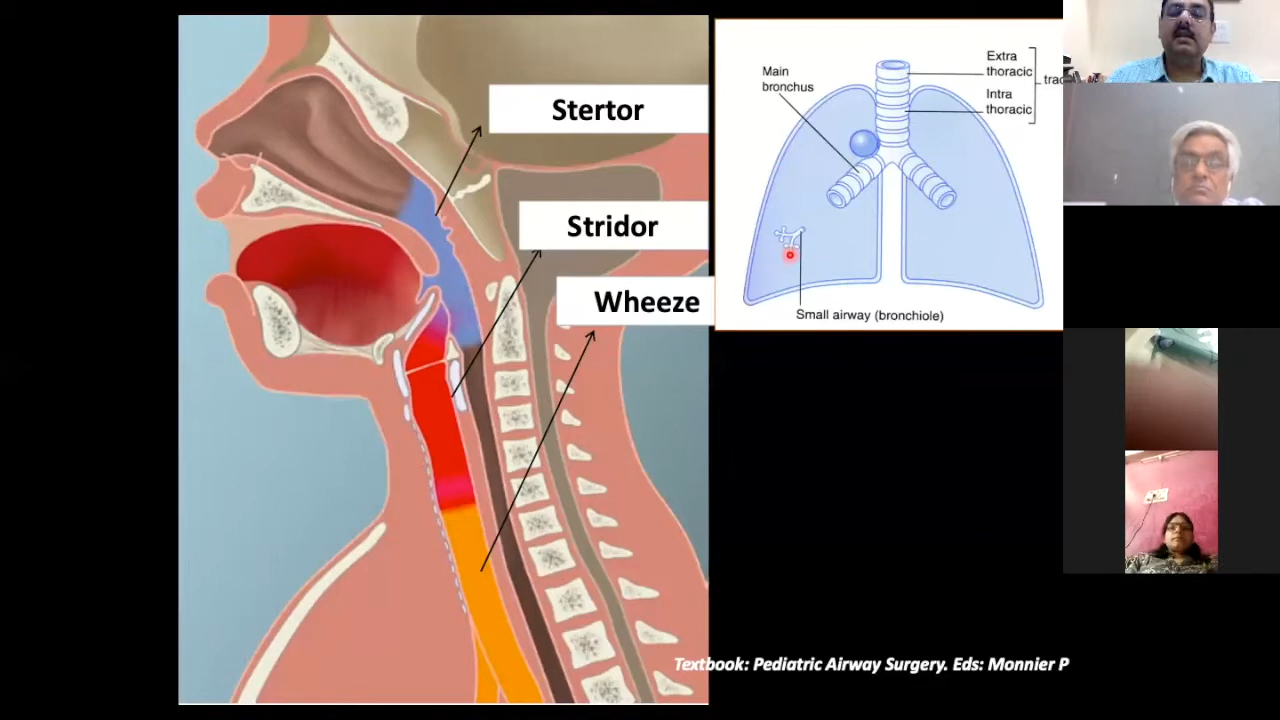 Stertor
Stridor
Wheeze
Main
bronchus
Extra
thoracic
Intra
thoracic
Small airway (bronchiole)
Textbook: Pediatric Airway Surgery. Eds: Monnier P